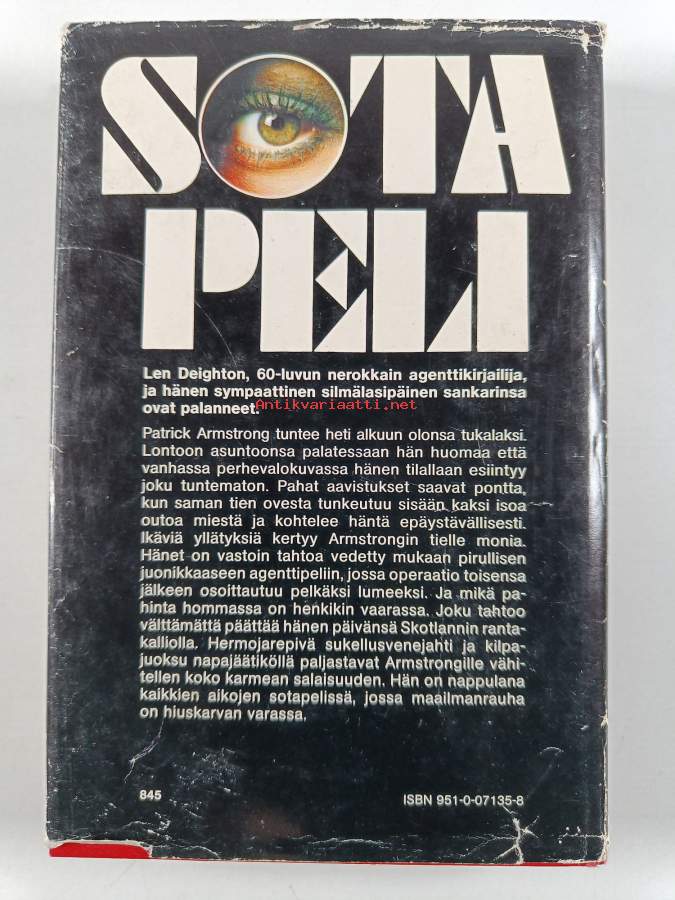 SOTA
PELI
Len Deighton, 60-luvun nerokkain agenttikirjailija,
ja hänen sympaattinen silmälasipäinen sankarinsa
ovat palanneet.
Antikvariaatti.net
Patrick Armstrong tuntee heti alkuun olonsa tukalaksi.
Lontoon asuntoonsa palatessaan hän huomaa että
vanhassa perhevalokuvassa hänen tilallaan esiintyy
joku tuntematon. Pahat aavistukset saavat pontta,
kun saman tien ovesta tunkeutuu sisään kaksi isoa
outoa miestä ja kohtelee häntä epäystävällisesti.
Ikäviä yllätyksiä kertyy Armstrongin tielle monia.
Hänet on vastoin tahtoa vedetty mukaan pirullisen
juonikkaaseen agenttipeliin, jossa operaatio toisensa
jälkeen osoittautuu pelkäksi lumeeksi. Ja mikä pa-
hinta hommassa on henkikin vaarassa. Joku tahtoo
välttämättä päättää hänen päivänsä Skotlannin ranta-
kalliolla. Hermojarepivä sukellusvenejahti ja kilpa-
juoksu napajäätiköllä paljastavat Armstrongille vähi-
tellen koko karmean salaisuuden. Hän on nappulana
kaikkien aikojen sotapelissä, jossa maailmanrauha
on hiuskarvan varassa.
845
ISBN 951-0-07135-8